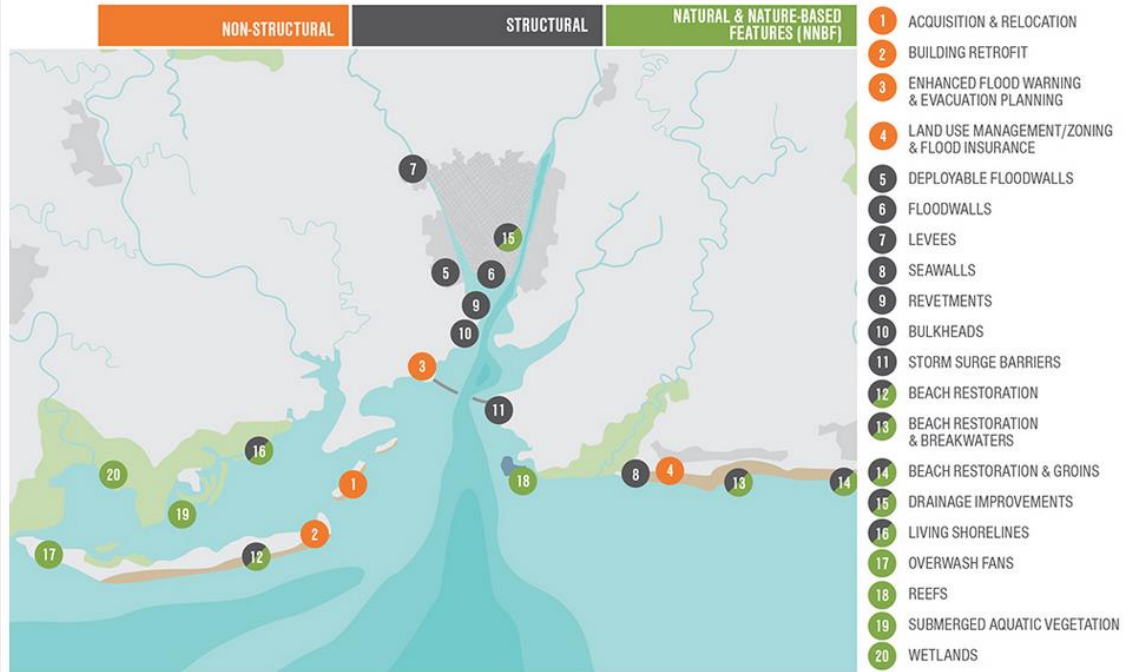 NON-STRUCTURAL
STRUCTURAL
NATURAL & NATURE-BASED
FEATURES (NNBF)
1 ACQUISITION & RELOCATION
2 BUILDING RETROFIT
3 ENHANCED FLOOD WARNING
& EVACUATION PLANNING
4 LAND USE MANAGEMENT/ZONING
& FLOOD INSURANCE
5 DEPLOYABLE FLOODWALLS
6 FLOODWALLS
7 LEVEES
8 SEAWALLS
9 REVETMENTS
10 BULKHEADS
11 STORM SURGE BARRIERS
12 BEACH RESTORATION
13 BEACH RESTORATION
& BREAKWATERS
14 BEACH RESTORATION & GROINS
15 DRAINAGE IMPROVEMENTS
16 LIVING SHORELINES
17 OVERWASH FANS
18 REEFS
19 SUBMERGED AQUATIC VEGETATION
20 WETLANDS
7
15
5
6
9
10
3
11
16
20
1
18
8
4
13
14
19
2
17
12